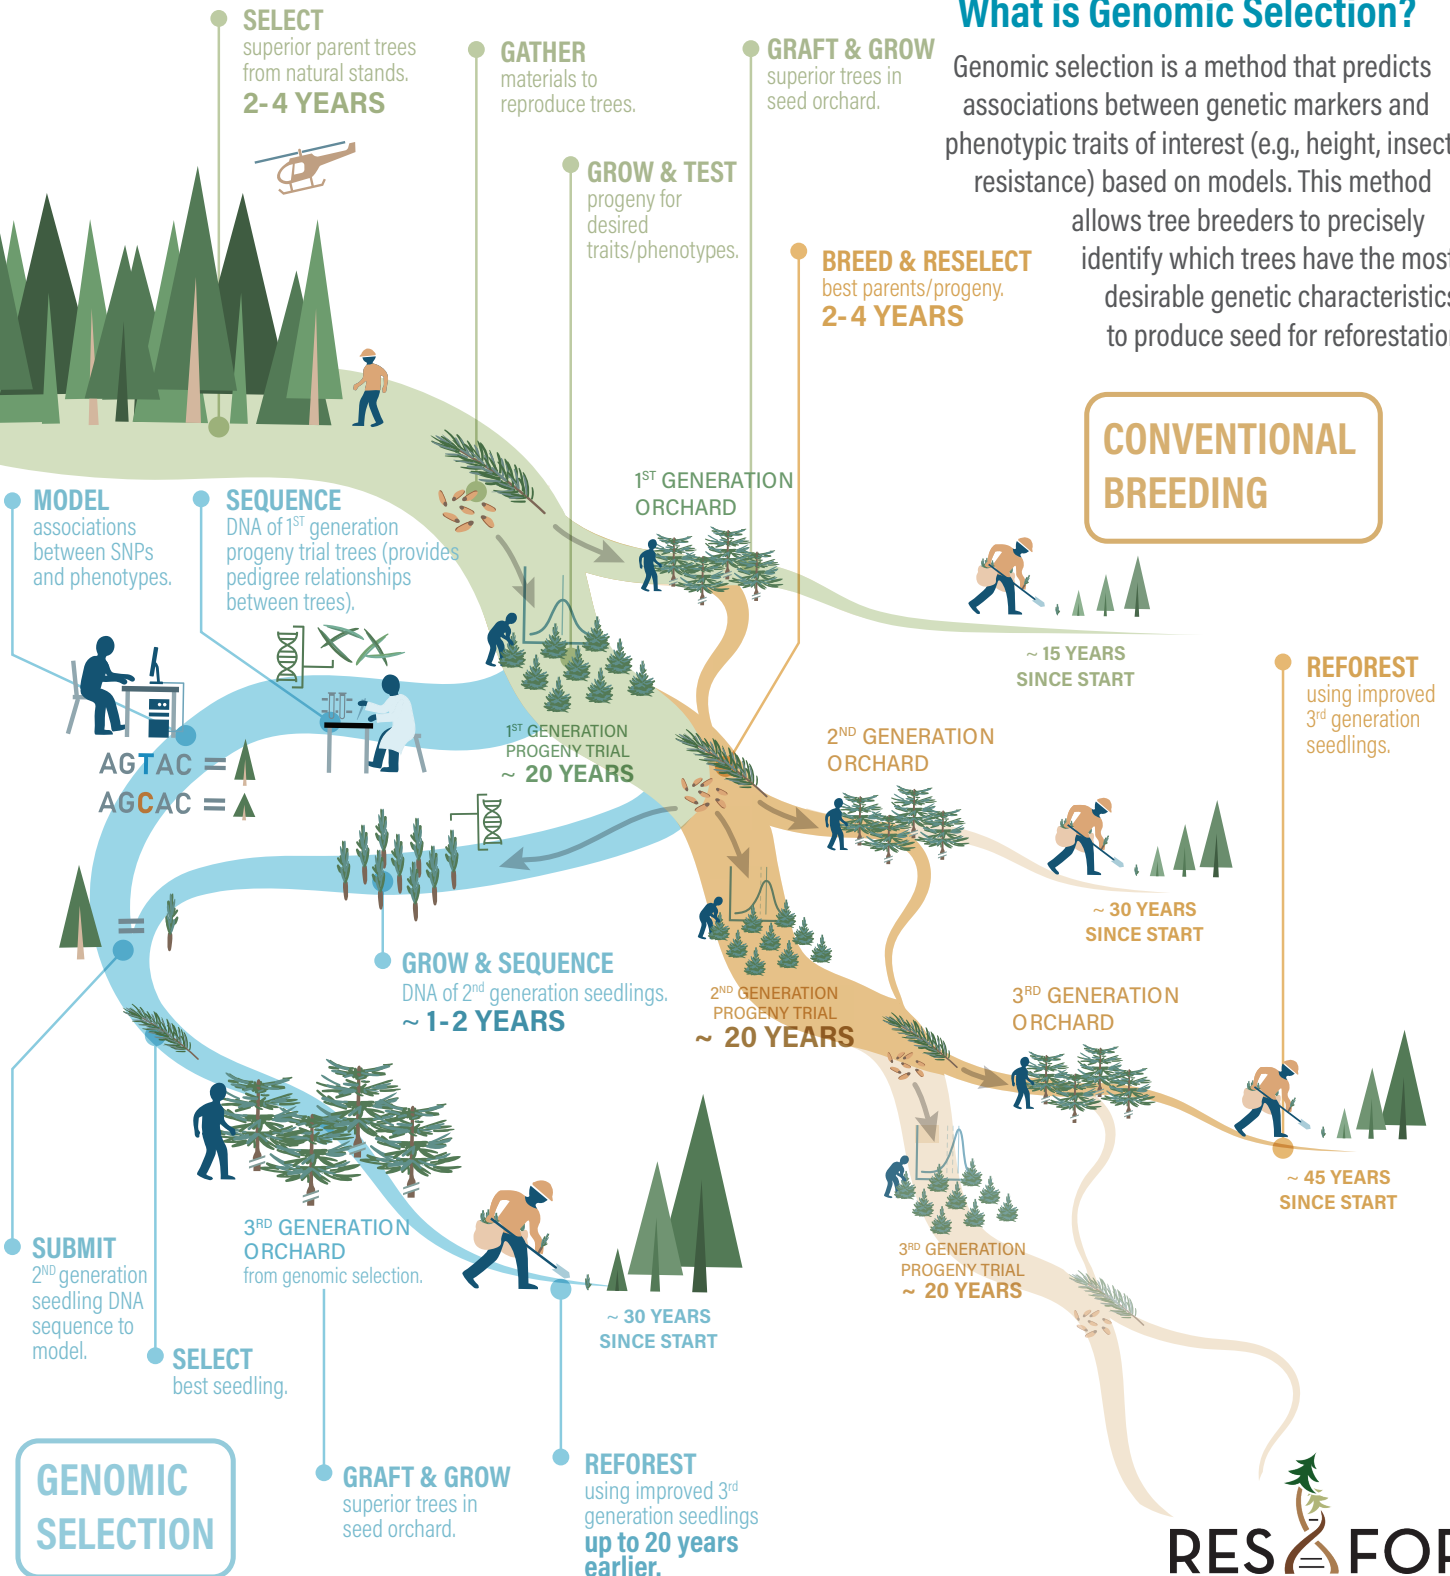 What is Genomic Selection?
Genomic selection is a method that predicts
associations between genetic markers and
phenotypic traits of interest (e.g., height, insect
resistance) based on models. This method
allows tree breeders to precisely
identify which trees have the most
desirable genetic characteristics
to produce seed for reforestation
SELECT
superior parent trees
from natural stands.
2-4 YEARS
GATHER
materials to
reproduce trees.
GRAFT & GROW
superior trees in
seed orchard.
GROW & TEST
progeny for
desired
traits/phenotypes.
BREED & RESELECT
best parents/progeny.
2-4 YEARS
CONVENTIONAL
BREEDING
1ST GENERATION
ORCHARD
MODEL
associations
between SNPs
and phenotypes.
SEQUENCE
DNA of 1ST generation
progeny trial trees (provides
pedigree relationships
between trees).
~ 15 YEARS
SINCE START
REFOREST
using improved
3rd generation
seedlings.
1ST GENERATION
PROGENY TRIAL
~ 20 YEARS
2ND GENERATION
ORCHARD
AGTAC =
AGCAC =
~ 30 YEARS
SINCE START
=
GROW & SEQUENCE
DNA of 2nd generation seedlings.
~ 1-2 YEARS
2ND GENERATION
PROGENY TRIAL
~ 20 YEARS
3RD GENERATION
ORCHARD
~ 45 YEARS
SINCE START
3RD GENERATION
ORCHARD
from genomic selection.
SUBMIT
2ND generation
seedling DNA
sequence to
model.
3RD GENERATION
PROGENY TRIAL
~ 20 YEARS
~ 30 YEARS
SINCE START
SELECT
best seedling.
GENOMIC
SELECTION
GRAFT & GROW
superior trees in
seed orchard.
REFOREST
using improved 3rd
generation seedlings
up to 20 years
earlier.
RES FOR